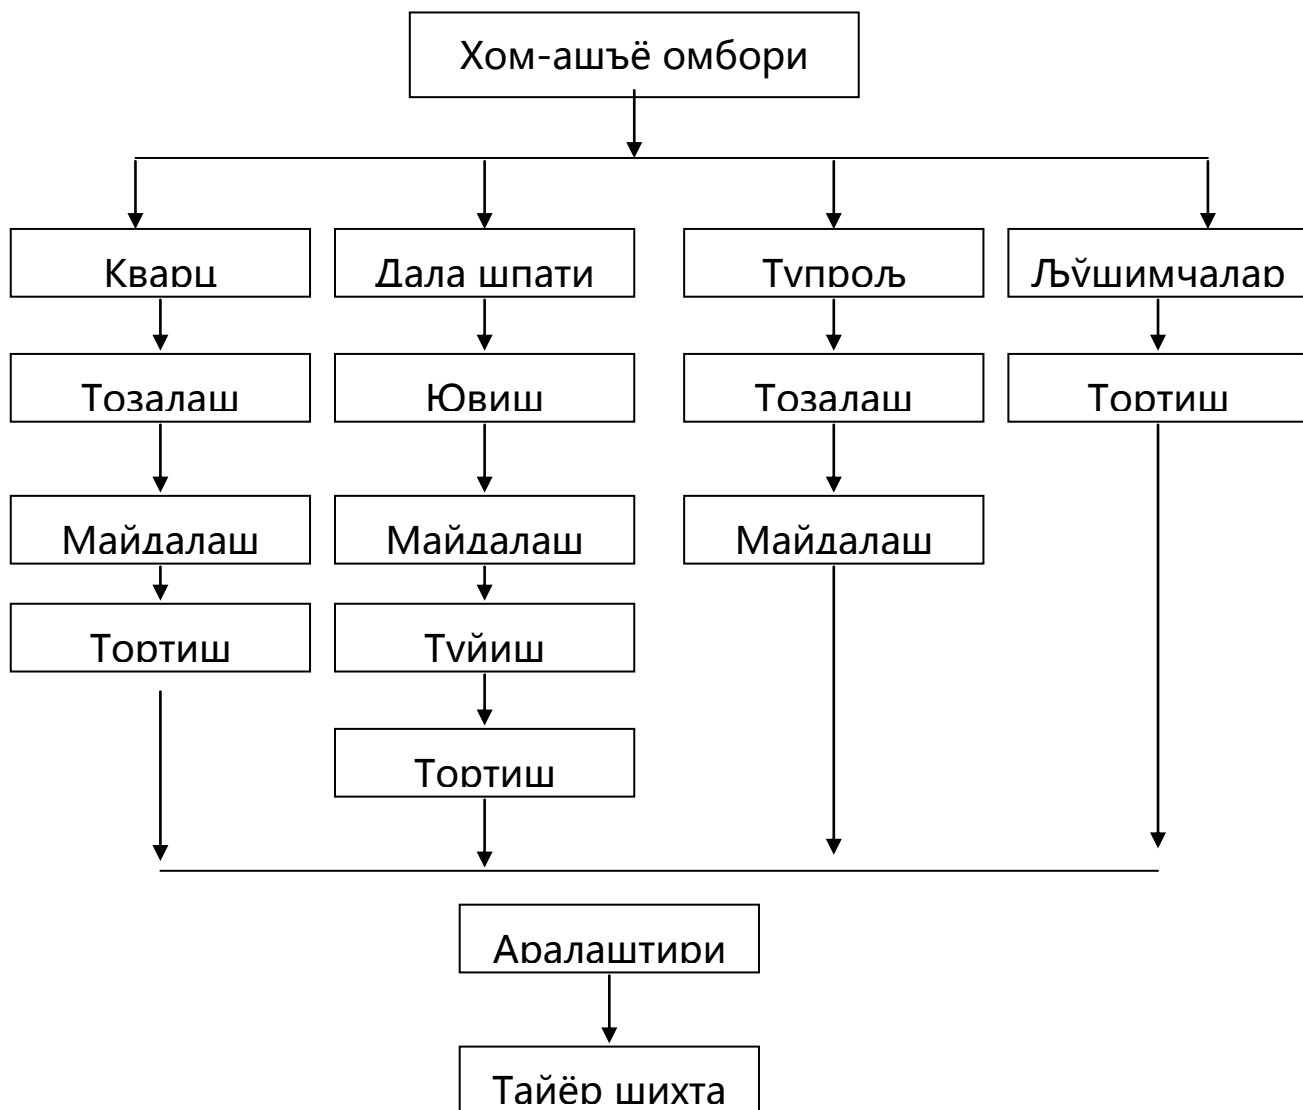 Хом-ашъё омбори
Кварц
Дала шпати
Тупрољ
Љўшимчалар
Тозалаш
Ювиш
Тозалаш
Тортиш
Майдалаш
Майдалаш
Майдалаш
Тортиш
Туйиш
Тортиш
Аралаштири
Тайёр шихта